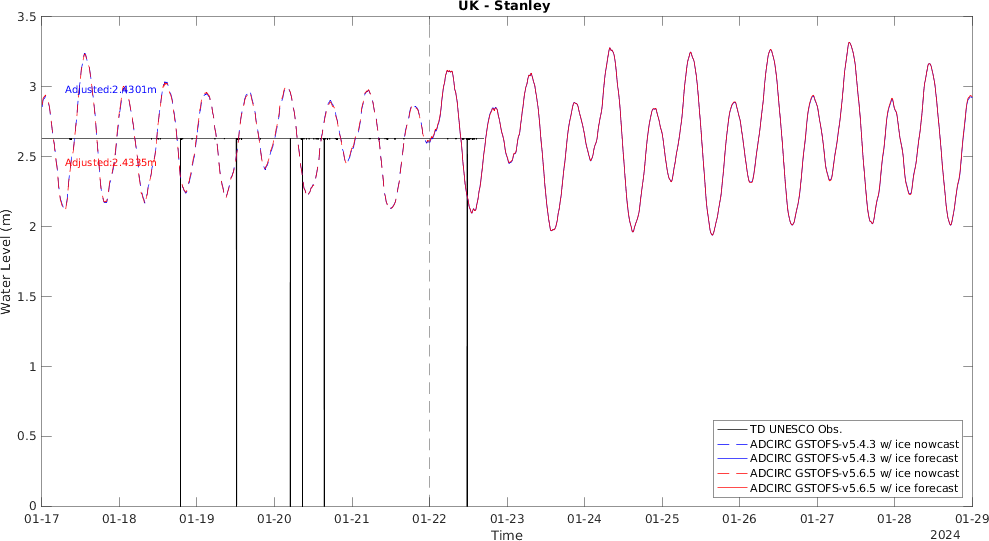 UK - Stanley
3.5
3
2.5
2
1.5
1
0.5
0
Water Level (m)
Adjusted:2.4301m
Adjusted:2.4335m
TD UNESCO Obs.
ADCIRC GSTOFS-v5.4.3 w/ ice nowcast
ADCIRC GSTOFS-v5.4.3 w/ ice forecast
ADCIRC GSTOFS-v5.6.5 w/ ice nowcast
ADCIRC GSTOFS-v5.6.5 w/ ice forecast
01-17 01-18 01-19 01-20 01-21 01-22 01-23 01-24 01-25 01-26 01-27 01-28 01-29
Time
2024